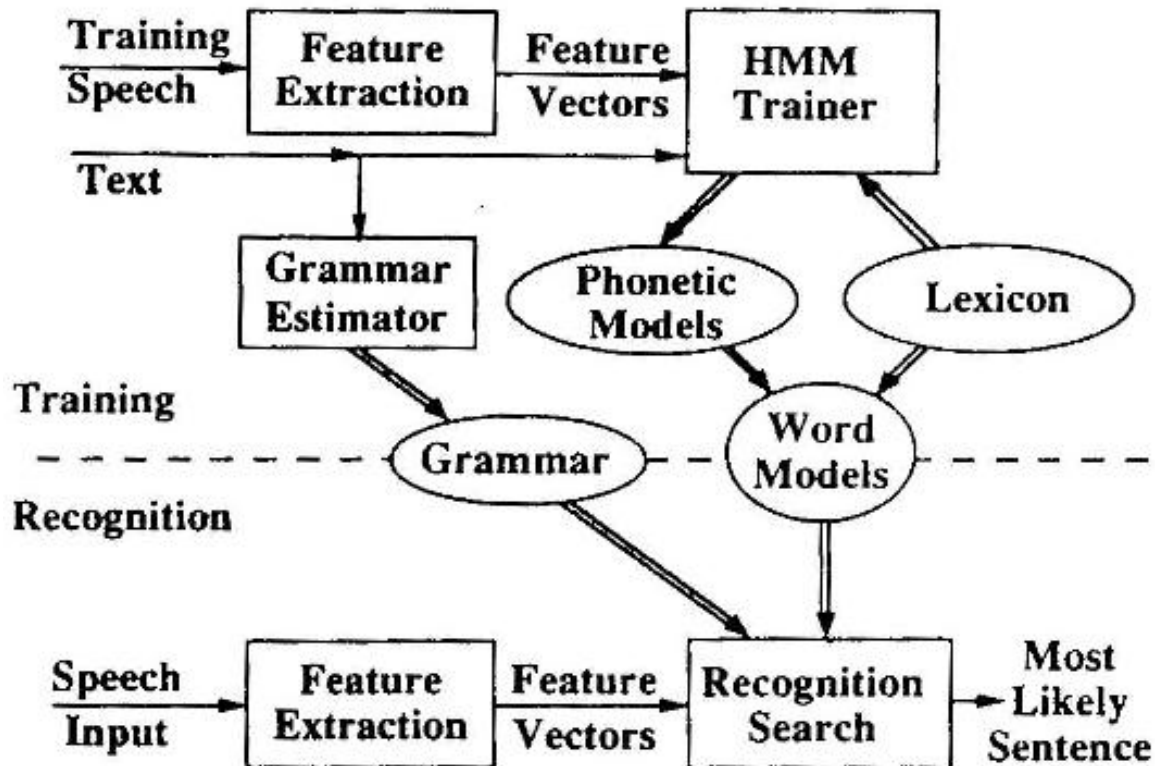 Training
Speech
Feature
Extraction
Feature
Vectors
HMM
Trainer
Text
Grammar
Estimator
Phonetic
Models
Lexicon
Training
Grammar
Word
Models
Recognition
Speech
Input
Feature
Extraction
Feature
Vectors
Recognition
Search
Most
Likely
Sentence